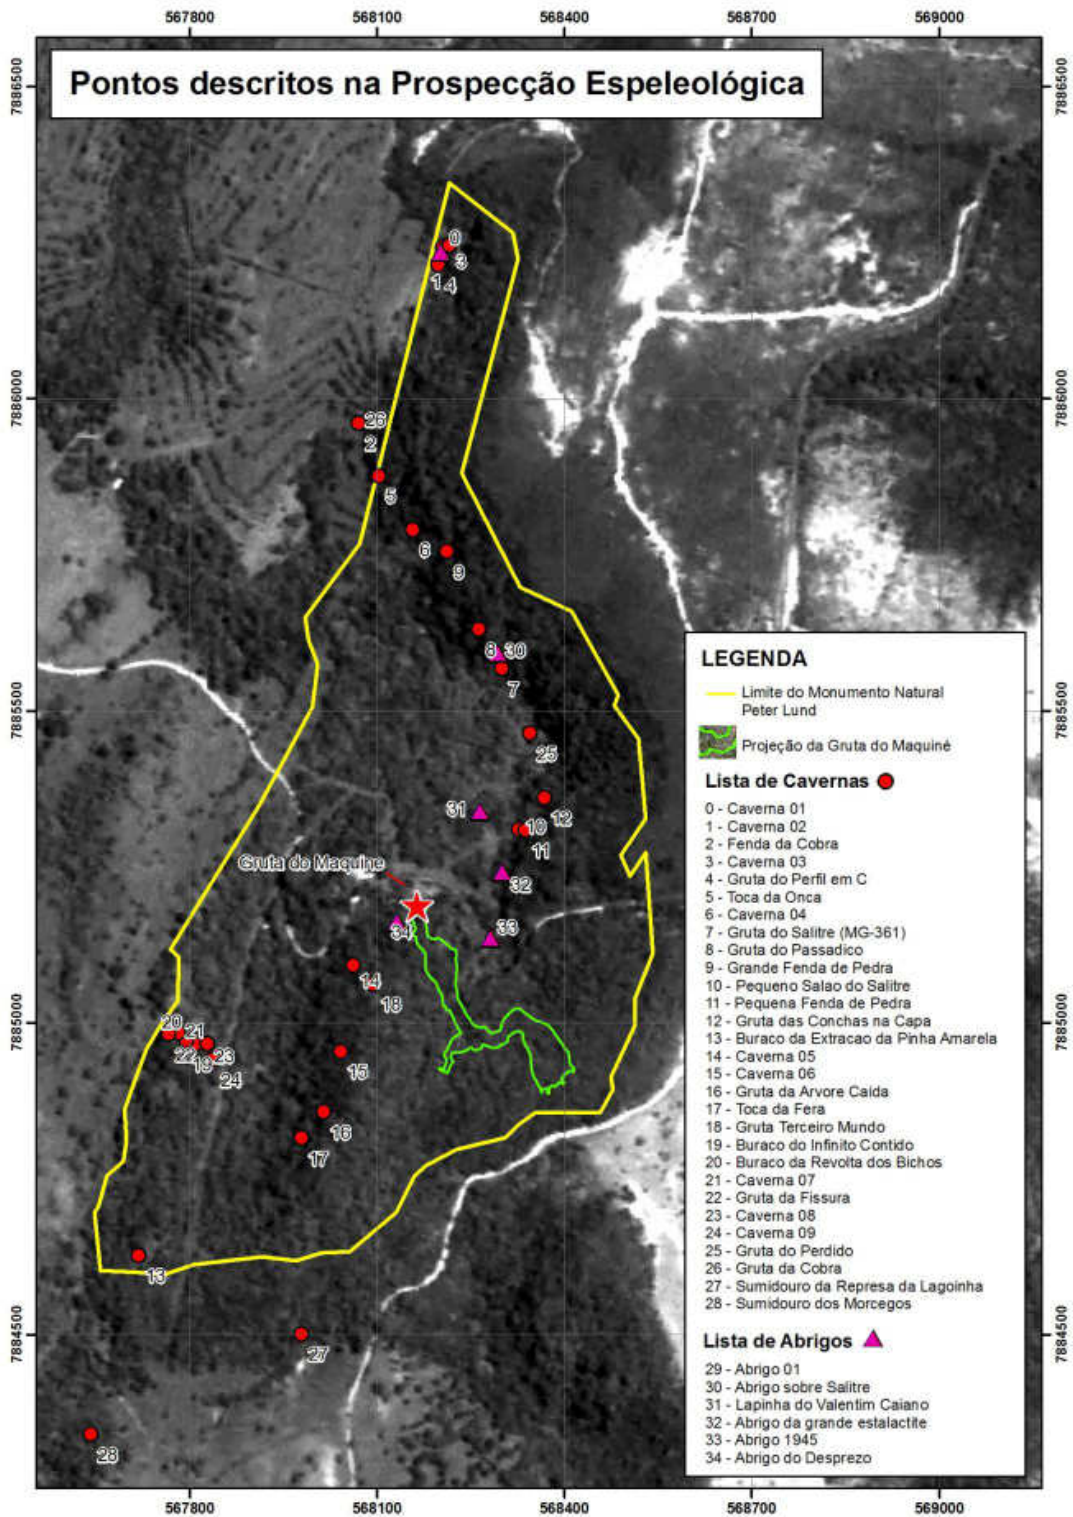 567800 568100 568400 568700 569000
Pontos descritos na Prospecção Espeleológica
7886500 7886500
0
3
1 4
7886000 7886000
26
2
5
6
9
8 30
7
LEGENDA
Limite do Monumento Natural
Peter Lund
7885500 7885500
25
Projeção da Gruta do Maquiné
Lista de Cavernas
31
12
10
11
Gruta do Maquine
32
33
34
14
18
7885000 7885000
20 21
22 19 23
24
15
16
17
13
27
28
0 - Caverna 01
1 - Caverna 02
2 - Fenda da Cobra
3 - Caverna 03
4 - Gruta do Perfil em C
5 - Toca da Onca
6 - Caverna 04
7 - Gruta do Salitre (MG-361)
8 - Gruta do Passadico
9 - Grande Fenda de Pedra
10 - Pequeno Salao do Salitre
11 - Pequena Fenda de Pedra
12 - Gruta das Conchas na Capa
13 - Buraco da Extracao da Pinha Amarela
14 - Caverna 05
15 - Caverna 06
16 - Gruta da Arvore Caida
17 - Toca da Fera
18 - Gruta Terceiro Mundo
19 - Buraco do Infinito Contido
20 - Buraco da Revolta dos Bichos
21 - Caverna 07
22 - Gruta da Fissura
23 - Caverna 08
24 - Caverna 09
25 - Gruta do Perdido
26 - Gruta da Cobra
27 - Sumidouro da Represa da Lagoinha
28 - Sumidouro dos Morcegos
7884500 7884500
Lista de Abrigos
29 - Abrigo 01
30 - Abrigo sobre Salitre
31 - Lapinha do Valentim Caiano
32 - Abrigo da grande estalactite
33 - Abrigo 1945
34 - Abrigo do Desprezo
567800 568100 568400 568700 569000